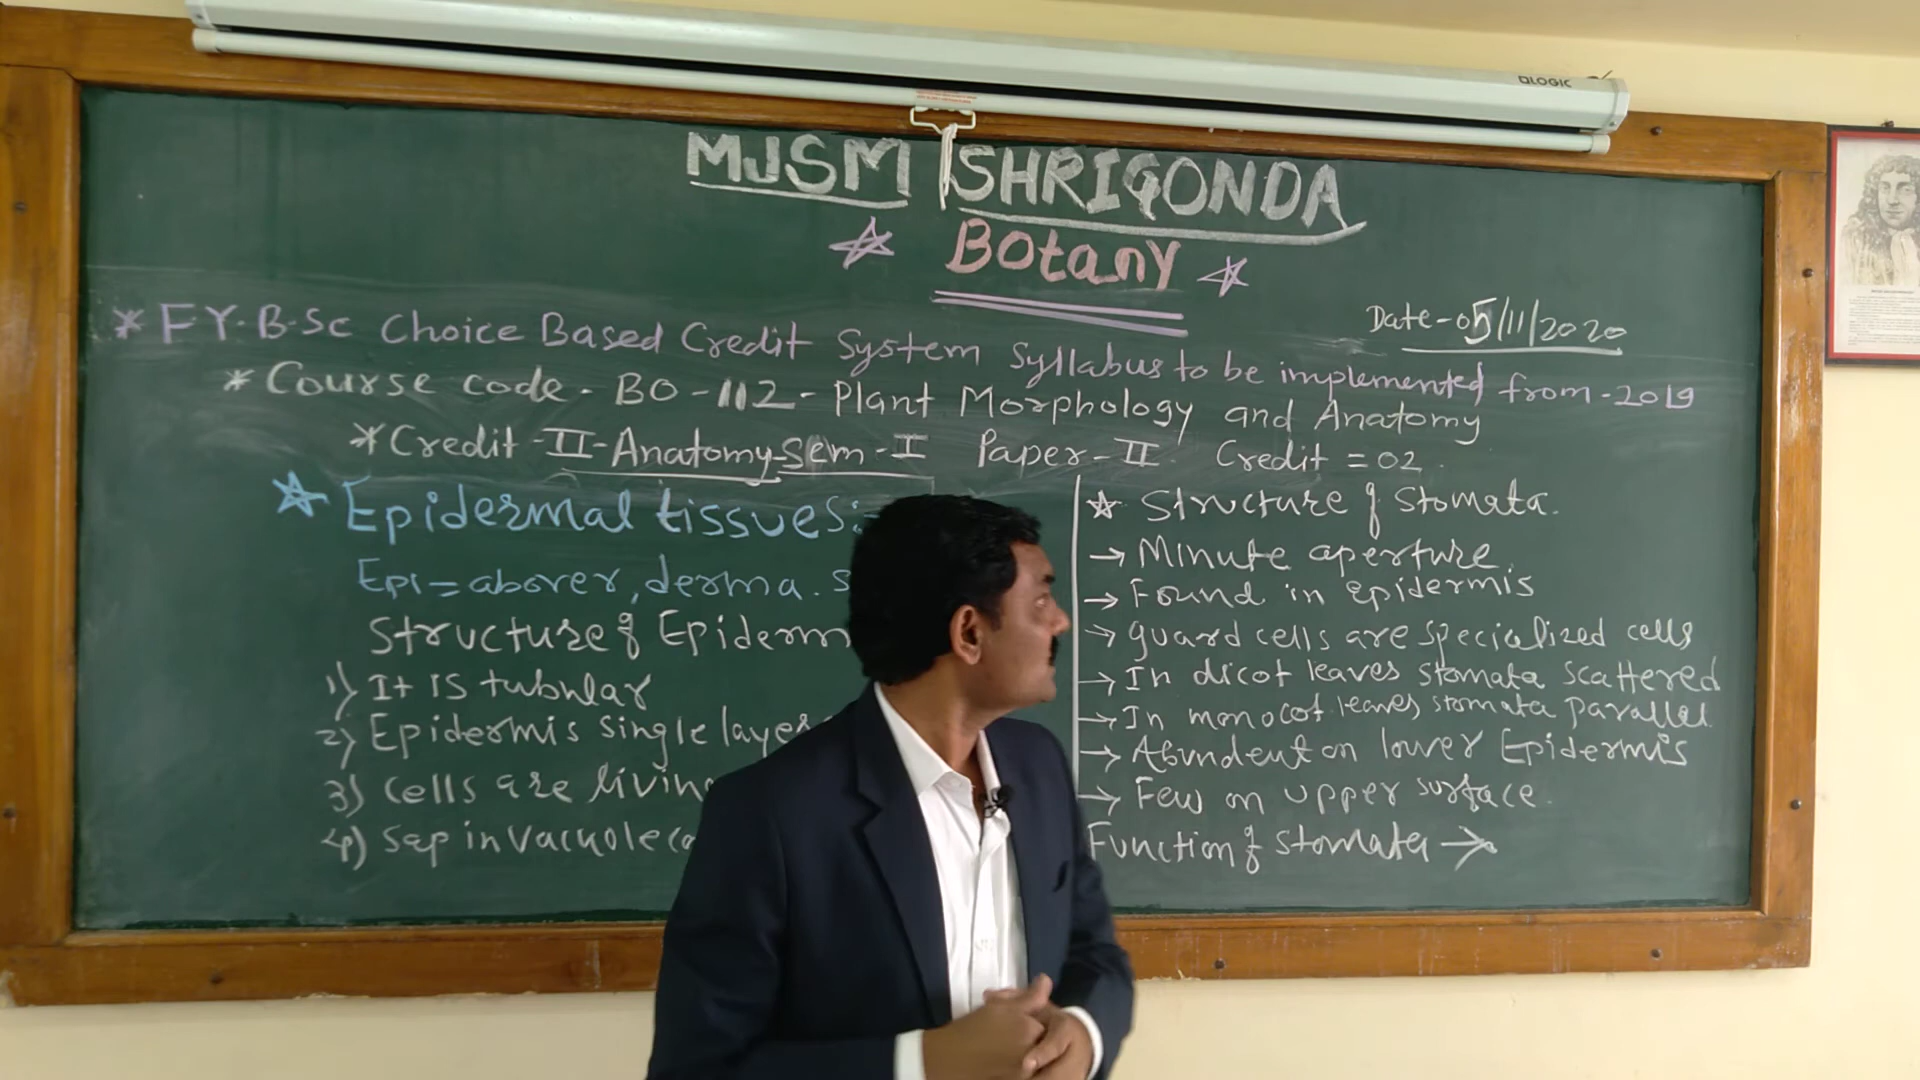 QLOGIC
MJSM SHRIGONDA
☆ Botany ☆
Date-05/11/2020
* F.Y.B.Sc Choice Based Credit System Syllabus to be implemented from-2019
* Course code. BO-112-Plant Morphology and Anatomy
* Credit-II-Anatomy-Sem-I Paper-II. Credit = 02.
☆ Epidermal tissues:-
Epi=abover, derma. s
Structure of Epiderm
1) It is tubular
2) Epidermis single layer
3) Cells are living
4) Sap in vacuole (
☆ Structure of Stomata.
→ Minute aperture.
→ Found in epidermis
→ guard cells are specialized cells
→ In dicot leaves stomata scattered
→ In monocot leaves stomata parallel
→ Abundent on lower Epidermis
→ Few on upper surface.
Function of stomata →